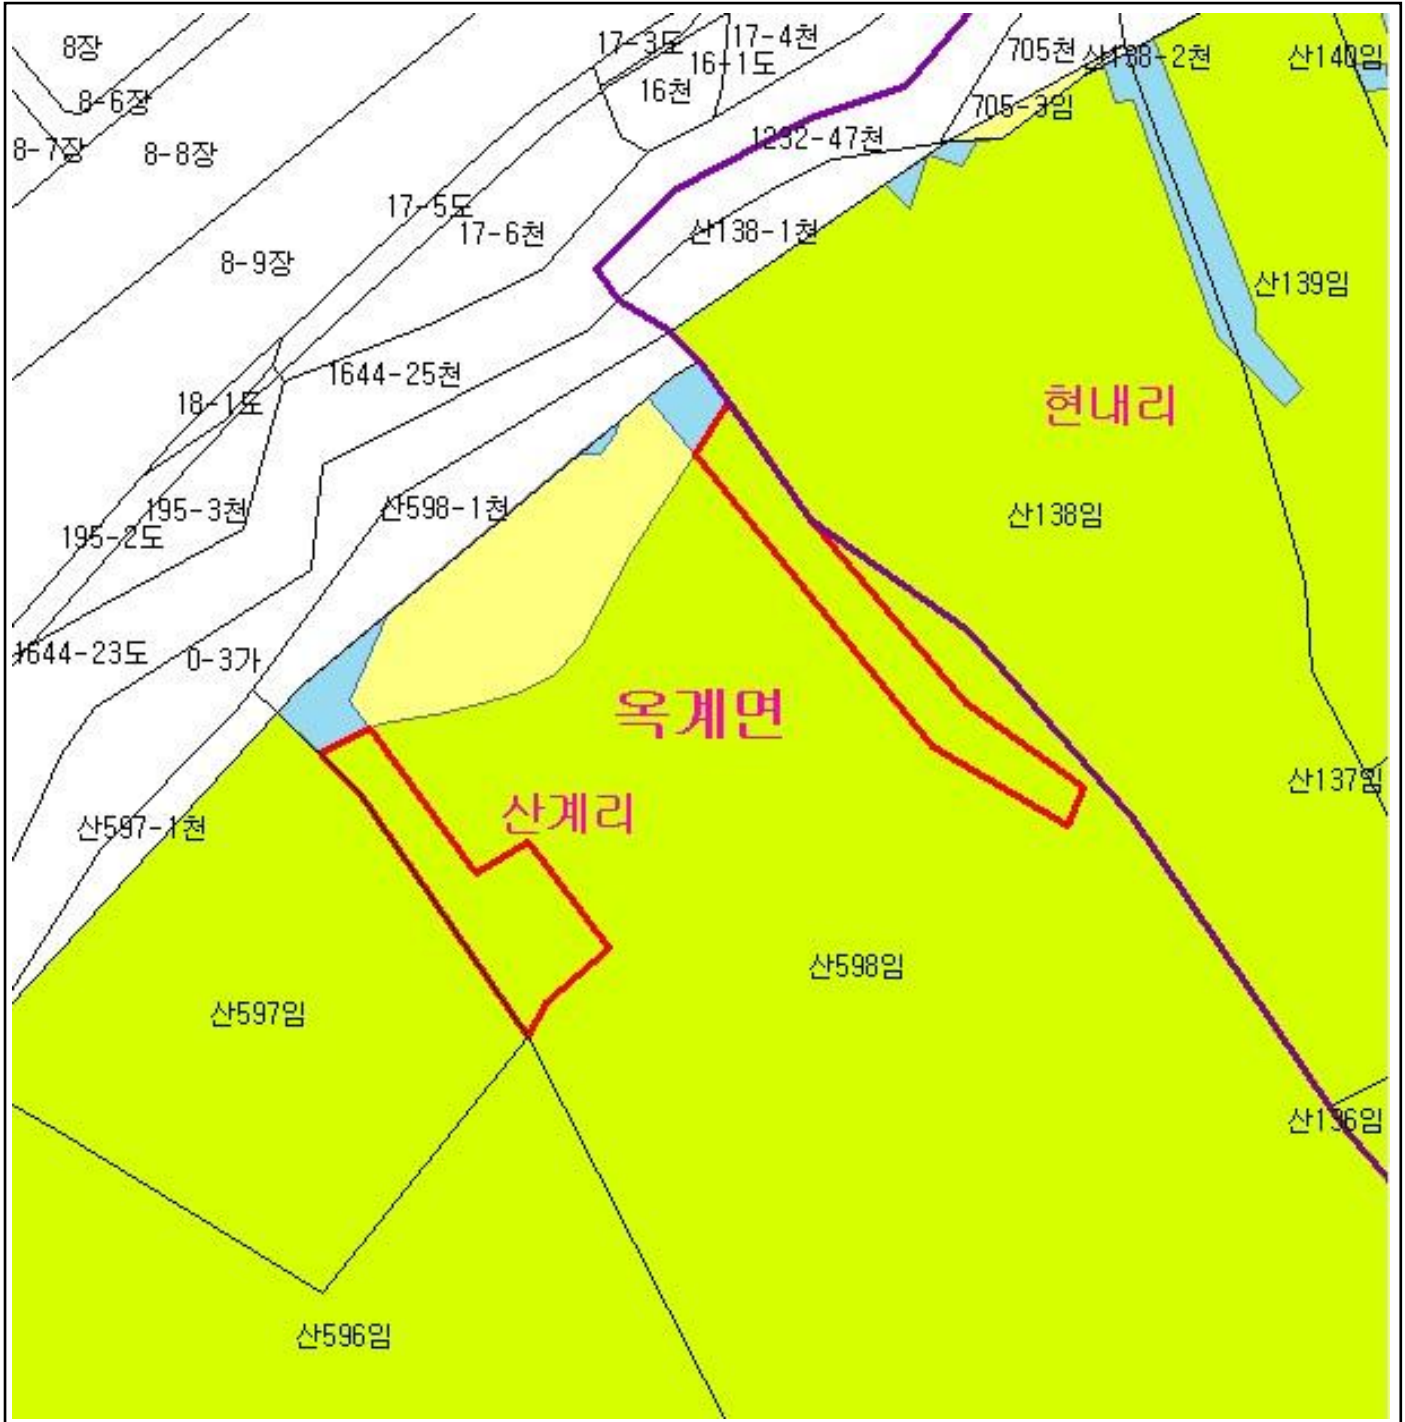 8장
17-3도
17-4천
705천
산138-2천
산140임
16-1도
16천
8-6장
705-3임
8-7장
8-8장
1232-47천
17-5도
17-6천
산138-1천
8-9장
산139임
1644-25천
18-1도
현내리
195-3천
산598-1천
산138임
195-2도
1644-23도
0-3가
옥계면
산137임
산계리
산597-1천
산598임
산597임
산136임
산596임